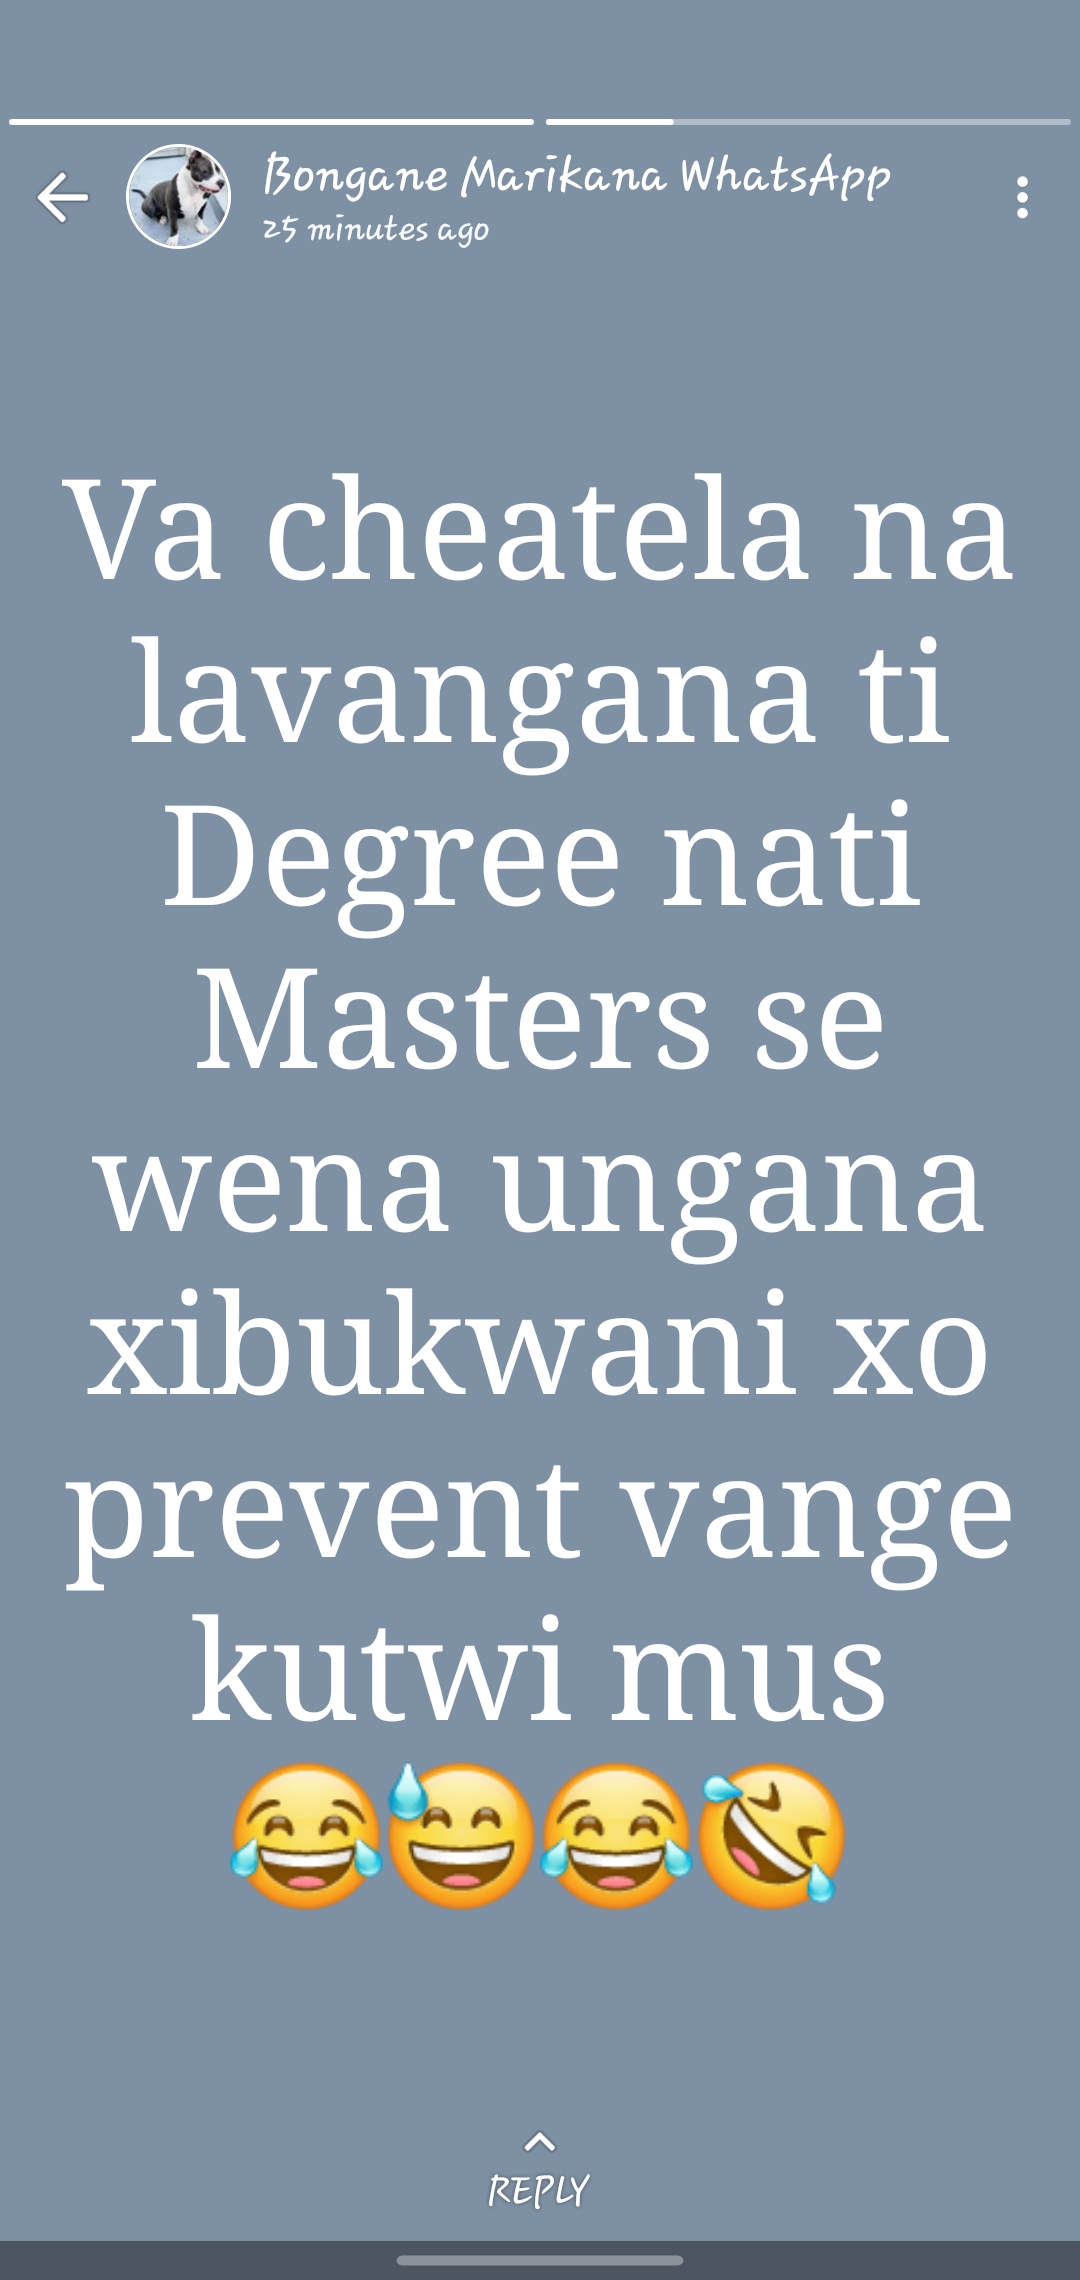 Bongane Marikana WhatsApp
25 minutes ago
Va cheatela na
lavangana ti
Degree nati
Masters se
wena ungana
xibukwani xo
prevent vange
kutwi mus
😂😅😂🤣
REPLY